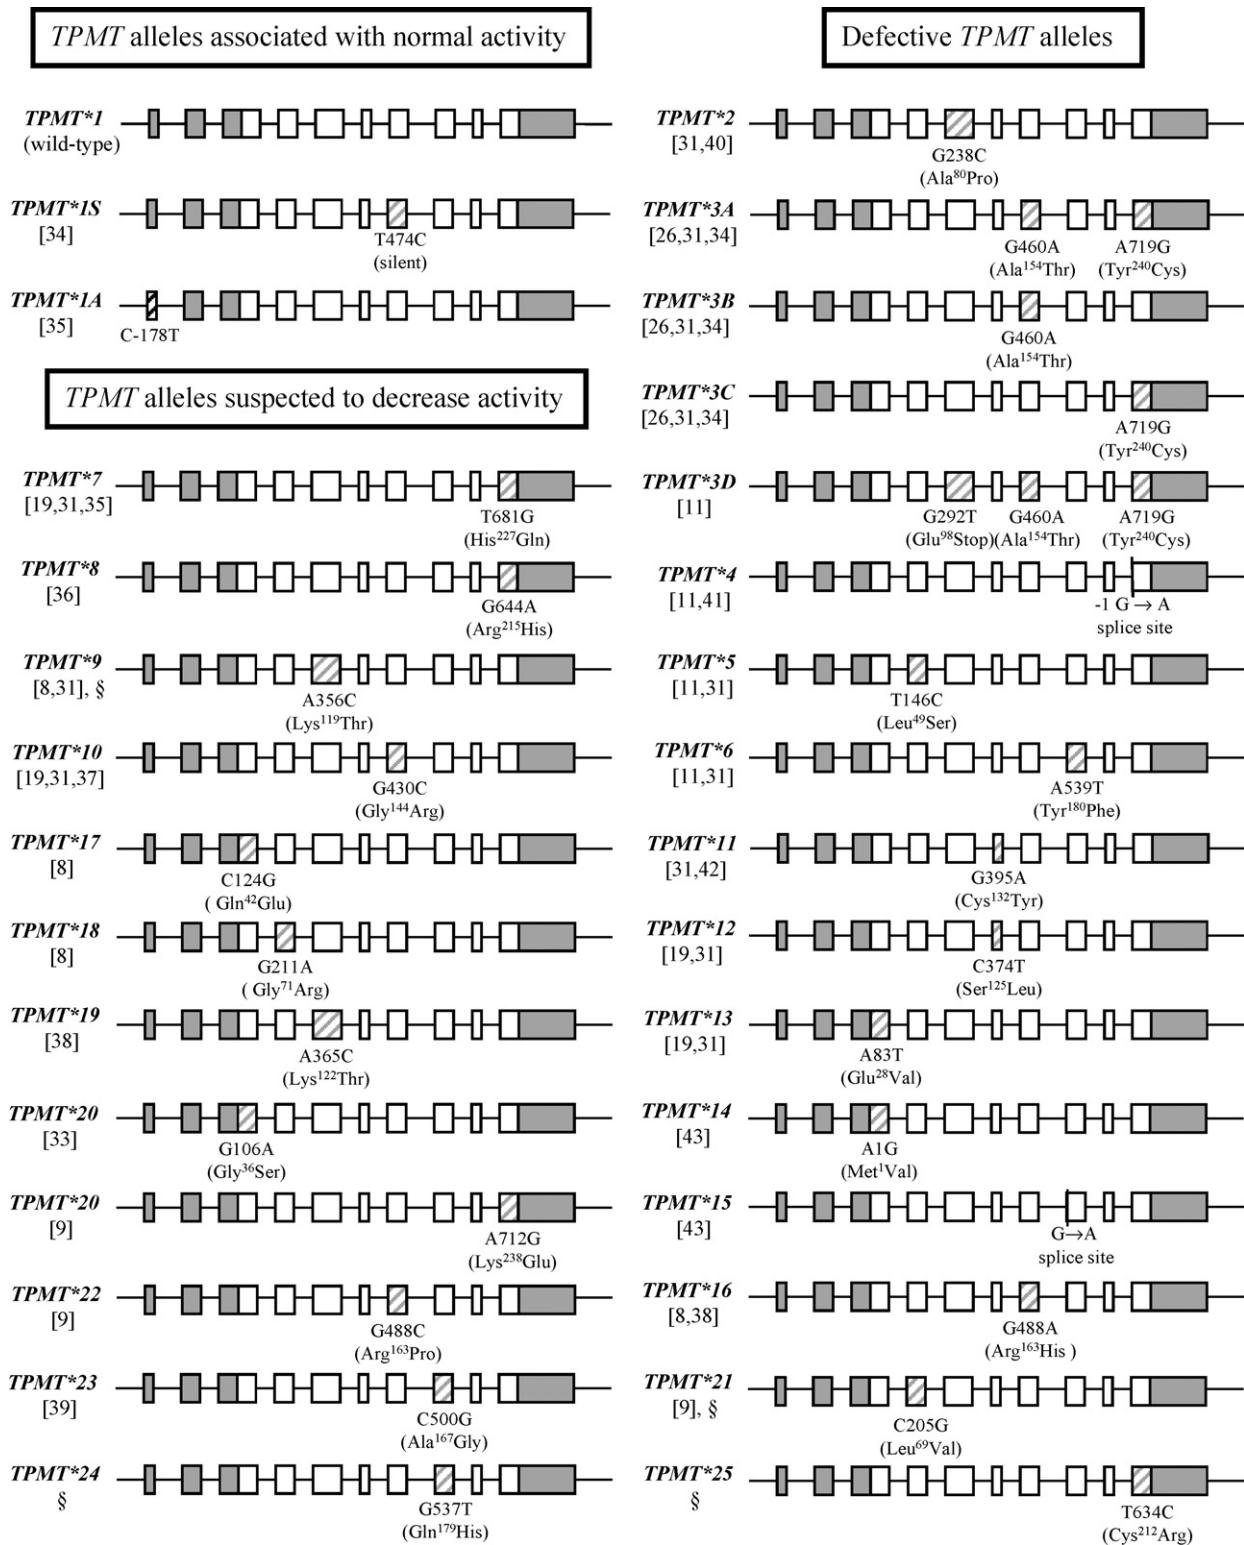 TPMT alleles associated with normal activity
TPMT*1
(wild-type)
TPMT*1S
[34]
T474C
(silent)
TPMT*1A
[35]
C-178T
TPMT alleles suspected to decrease activity
TPMT*7
[19,31,35]
T681G
(His227Gln)
TPMT*8
[36]
G644A
(Arg215His)
TPMT*9
[8,31], §
A356C
(Lys119Thr)
TPMT*10
[19,31,37]
G430C
(Gly144Arg)
TPMT*17
[8]
C124G
( Gln42Glu)
TPMT*18
[8]
G211A
( Gly71Arg)
TPMT*19
[38]
A365C
(Lys122Thr)
TPMT*20
[33]
G106A
(Gly36Ser)
TPMT*20
[9]
A712G
(Lys238Glu)
TPMT*22
[9]
G488C
(Arg163Pro)
TPMT*23
[39]
C500G
(Ala167Gly)
TPMT*24
§
G537T
(Gln179His)
Defective TPMT alleles
TPMT*2
[31,40]
G238C
(Ala80Pro)
TPMT*3A
[26,31,34]
G460A A719G
(Ala154Thr) (Tyr240Cys)
TPMT*3B
[26,31,34]
G460A
(Ala154Thr)
TPMT*3C
[26,31,34]
A719G
(Tyr240Cys)
TPMT*3D
[11]
G292T G460A A719G
(Glu98Stop) (Ala154Thr) (Tyr240Cys)
TPMT*4
[11,41]
-1 G → A
splice site
TPMT*5
[11,31]
T146C
(Leu49Ser)
TPMT*6
[11,31]
A539T
(Tyr180Phe)
TPMT*11
[31,42]
G395A
(Cys132Tyr)
TPMT*12
[19,31]
C374T
(Ser125Leu)
TPMT*13
[19,31]
A83T
(Glu28Val)
TPMT*14
[43]
A1G
(Met1Val)
TPMT*15
[43]
G→A
splice site
TPMT*16
[8,38]
G488A
(Arg163His )
TPMT*21
[9], §
C205G
(Leu69Val)
TPMT*25
§
T634C
(Cys212Arg)